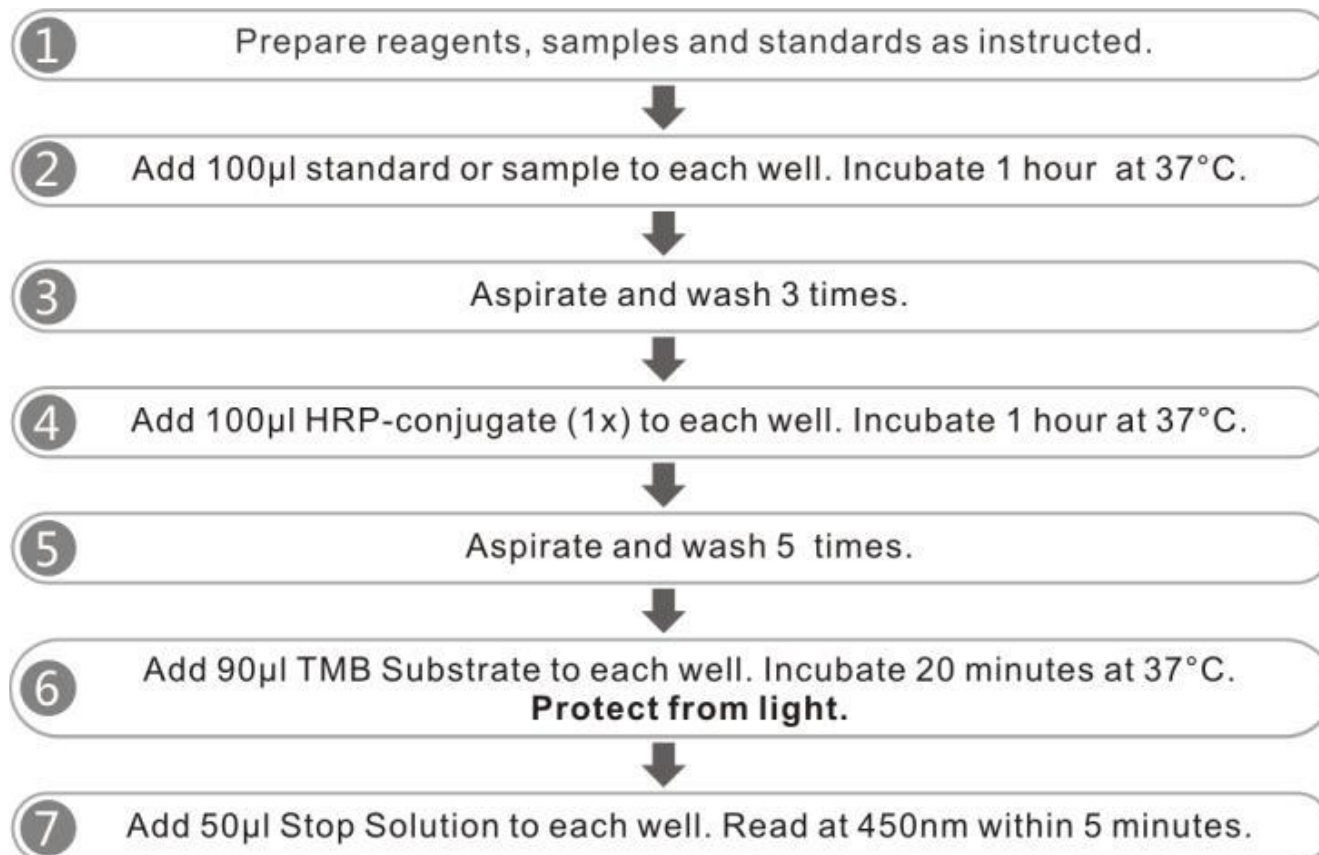 1 Prepare reagents, samples and standards as instructed.
2 Add 100µl standard or sample to each well. Incubate 1 hour at 37°C.
3 Aspirate and wash 3 times.
4 Add 100µl HRP-conjugate (1x) to each well. Incubate 1 hour at 37°C.
5 Aspirate and wash 5 times.
6 Add 90µl TMB Substrate to each well. Incubate 20 minutes at 37°C.
Protect from light.
7 Add 50µl Stop Solution to each well. Read at 450nm within 5 minutes.